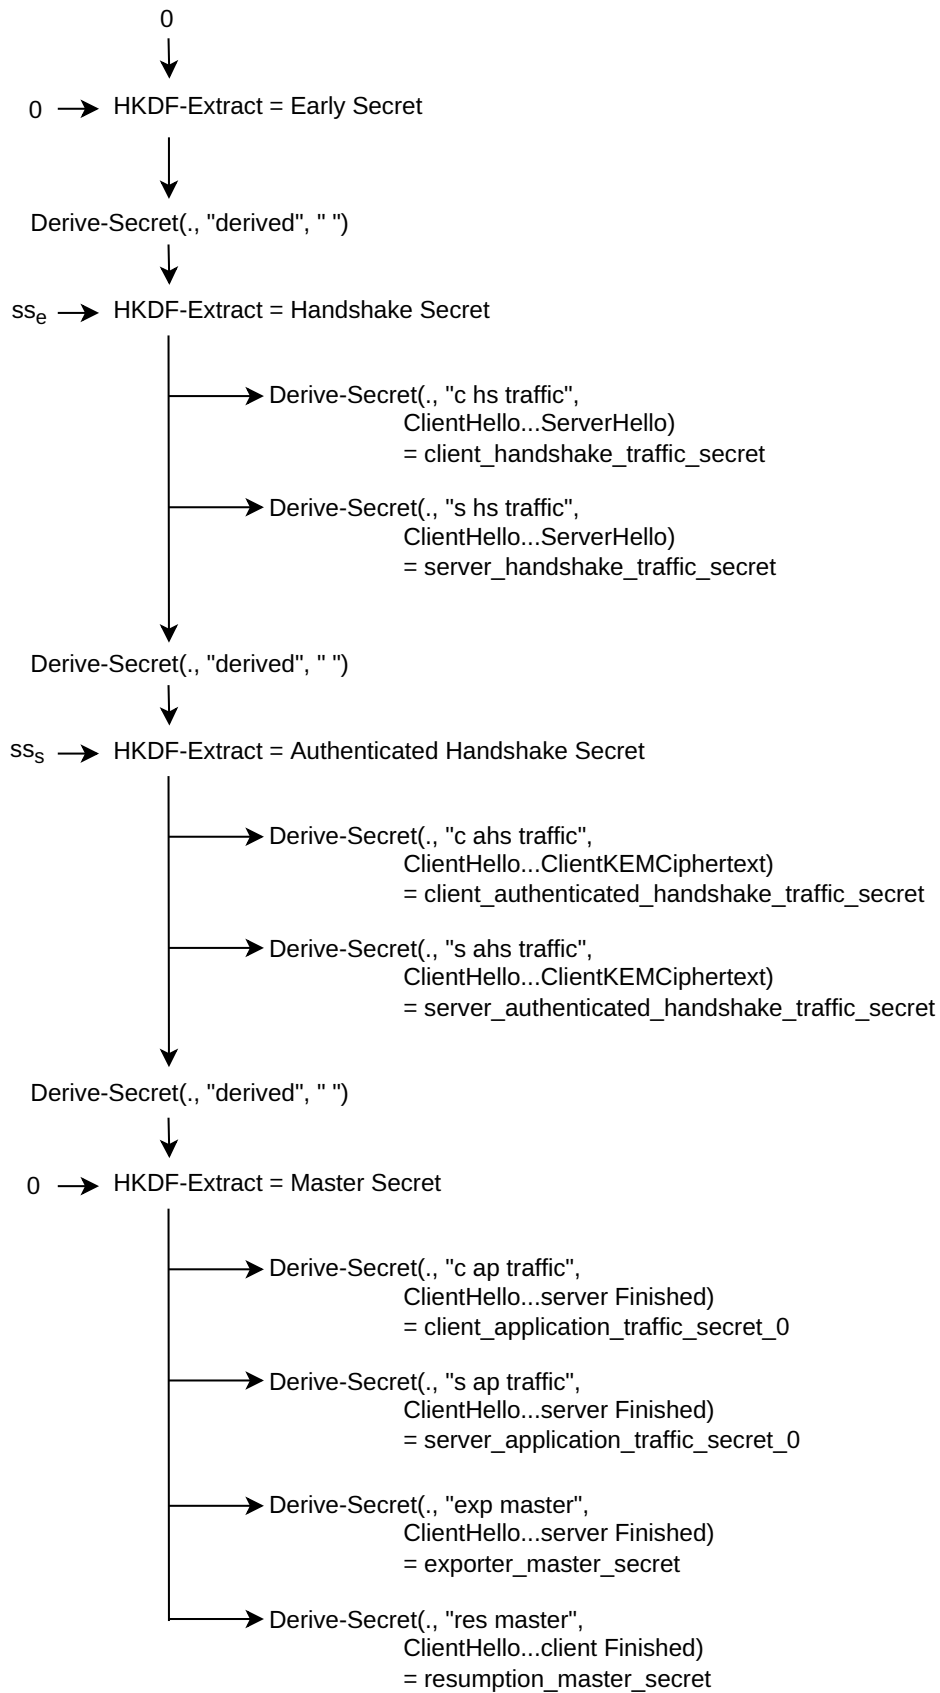 0
0 HKDF-Extract = Early Secret
Derive-Secret(., "derived", " ")
ss_e HKDF-Extract = Handshake Secret
Derive-Secret(., "c hs traffic",
ClientHello...ServerHello)
= client_handshake_traffic_secret
Derive-Secret(., "s hs traffic",
ClientHello...ServerHello)
= server_handshake_traffic_secret
Derive-Secret(., "derived", " ")
ss_s HKDF-Extract = Authenticated Handshake Secret
Derive-Secret(., "c ahs traffic",
ClientHello...ClientKEMCiphertext)
= client_authenticated_handshake_traffic_secret
Derive-Secret(., "s ahs traffic",
ClientHello...ClientKEMCiphertext)
= server_authenticated_handshake_traffic_secret
Derive-Secret(., "derived", " ")
0 HKDF-Extract = Master Secret
Derive-Secret(., "c ap traffic",
ClientHello...server Finished)
= client_application_traffic_secret_0
Derive-Secret(., "s ap traffic",
ClientHello...server Finished)
= server_application_traffic_secret_0
Derive-Secret(., "exp master",
ClientHello...server Finished)
= exporter_master_secret
Derive-Secret(., "res master",
ClientHello...client Finished)
= resumption_master_secret